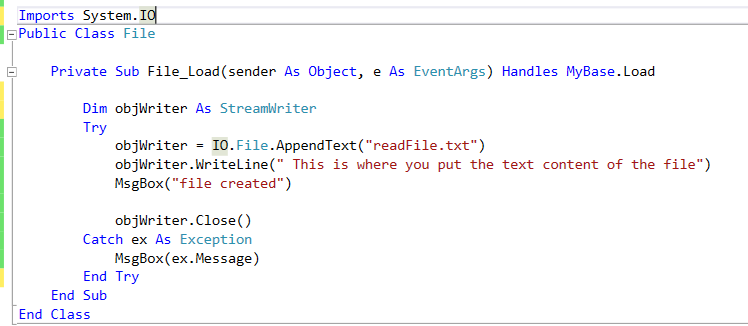 Imports System.IO
Public Class File
Private Sub File_Load(sender As Object, e As EventArgs) Handles MyBase.Load
Dim objWriter As StreamWriter
Try
objWriter = IO.File.AppendText("readFile.txt")
objWriter.WriteLine(" This is where you put the text content of the file")
MsgBox("file created")
objWriter.Close()
Catch ex As Exception
MsgBox(ex.Message)
End Try
End Sub
End Class